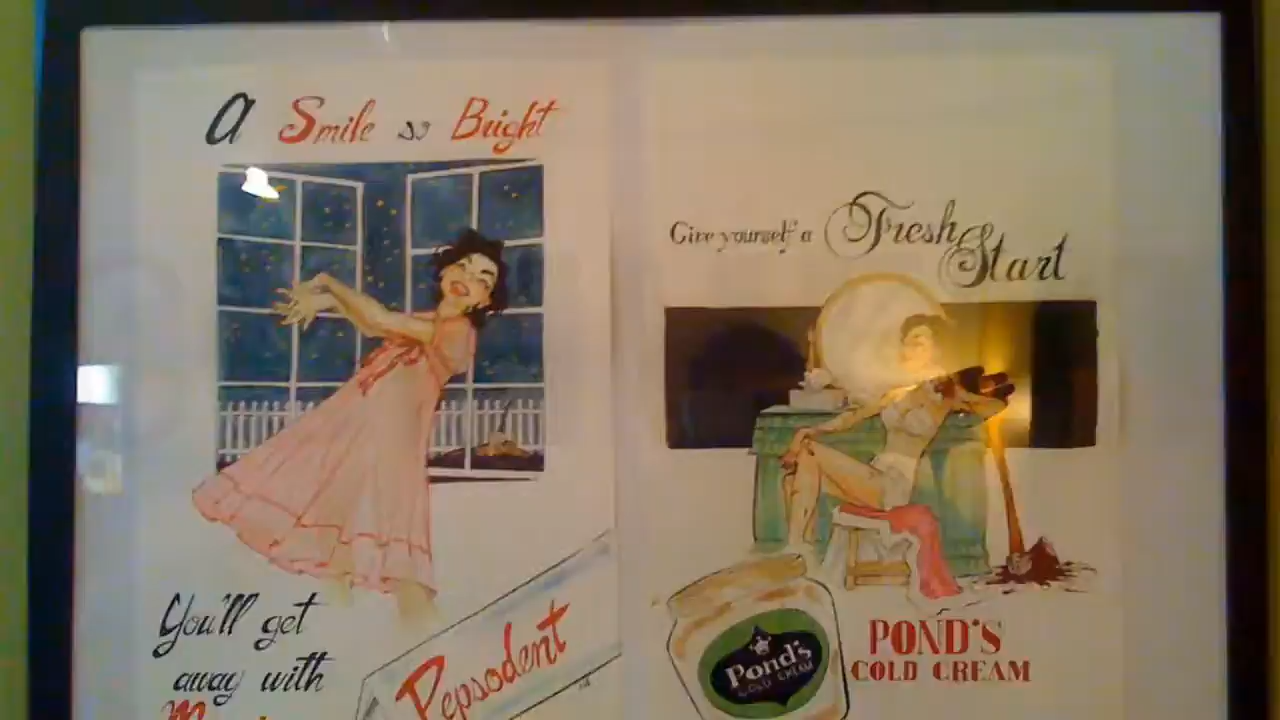 A Smile so Bright
You'll get
away with
Pepsodent
Give yourself a Fresh
Start
Pond's
COLD CREAM
POND'S
COLD CREAM